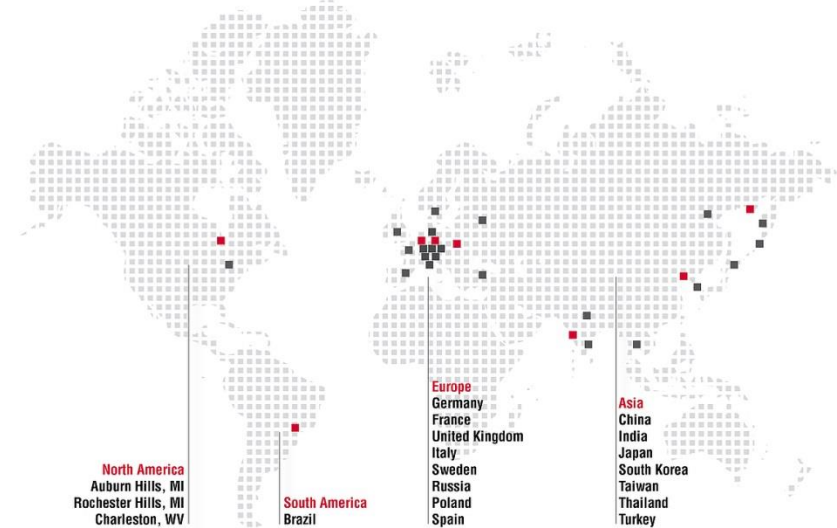 North America
Auburn Hills, MI
Rochester Hills, MI
Charleston, WV
South America
Brazil
Europe
Germany
France
United Kingdom
Italy
Sweden
Russia
Poland
Spain
Asia
China
India
Japan
South Korea
Taiwan
Thailand
Turkey